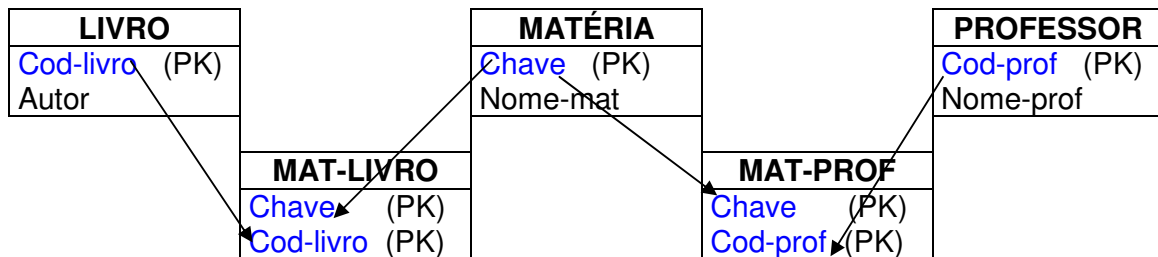 LIVRO
Cod-livro (PK)
Autor
MATÉRIA
Chave (PK)
Nome-mat
PROFESSOR
Cod-prof (PK)
Nome-prof
MAT-LIVRO
Chave (PK)
Cod-livro (PK)
MAT-PROF
Chave (PK)
Cod-prof (PK)